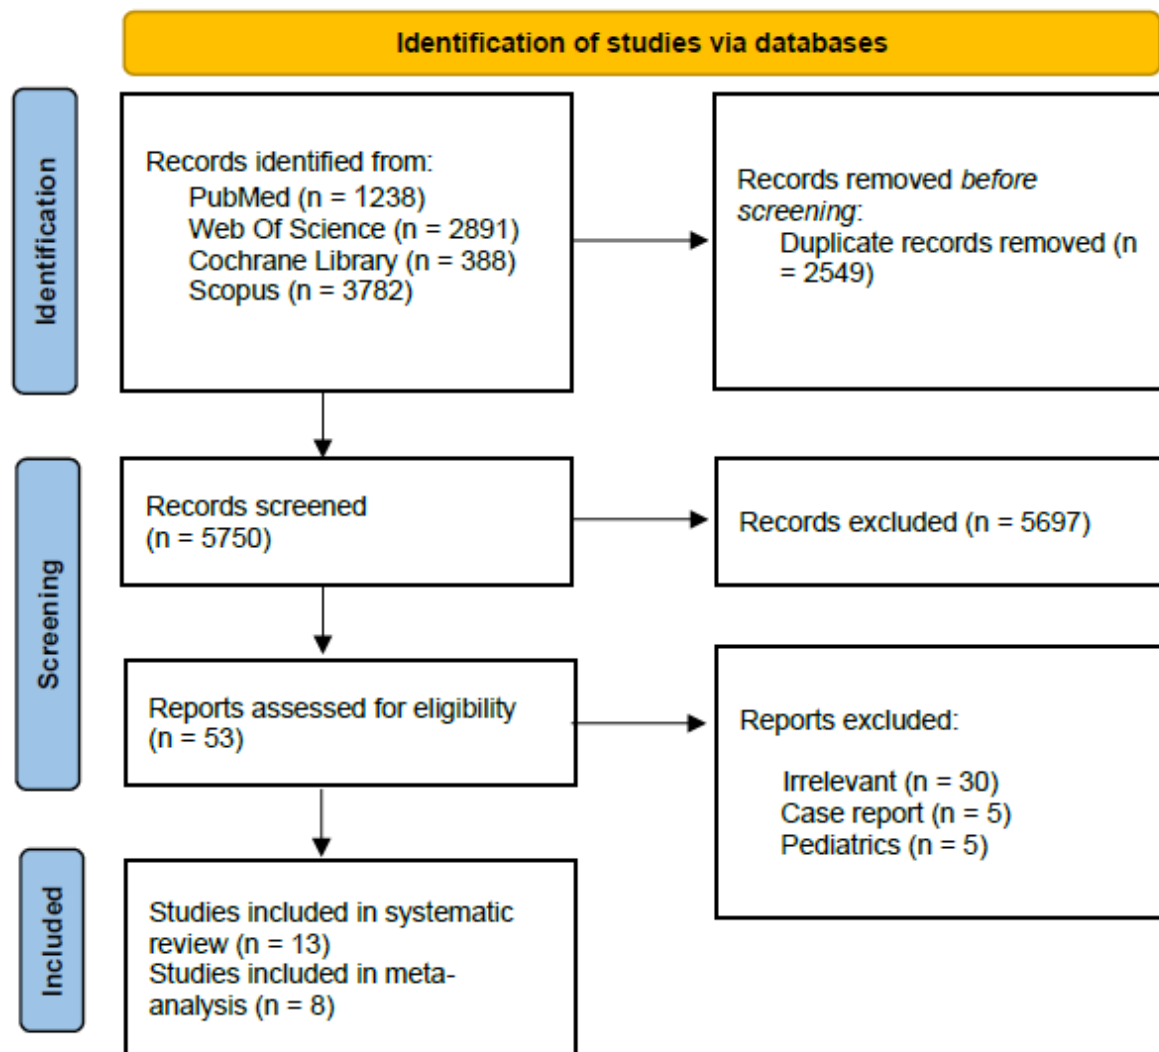 Identification of studies via databases
Identification
Records identified from:
PubMed (n = 1238)
Web Of Science (n = 2891)
Cochrane Library (n = 388)
Scopus (n = 3782)
Records removed before
screening:
Duplicate records removed (n
= 2549)
Screening
Records screened
(n = 5750)
Records excluded (n = 5697)
Reports assessed for eligibility
(n = 53)
Reports excluded:
Irrelevant (n = 30)
Case report (n = 5)
Pediatrics (n = 5)
Included
Studies included in systematic
review (n = 13)
Studies included in meta-
analysis (n = 8)